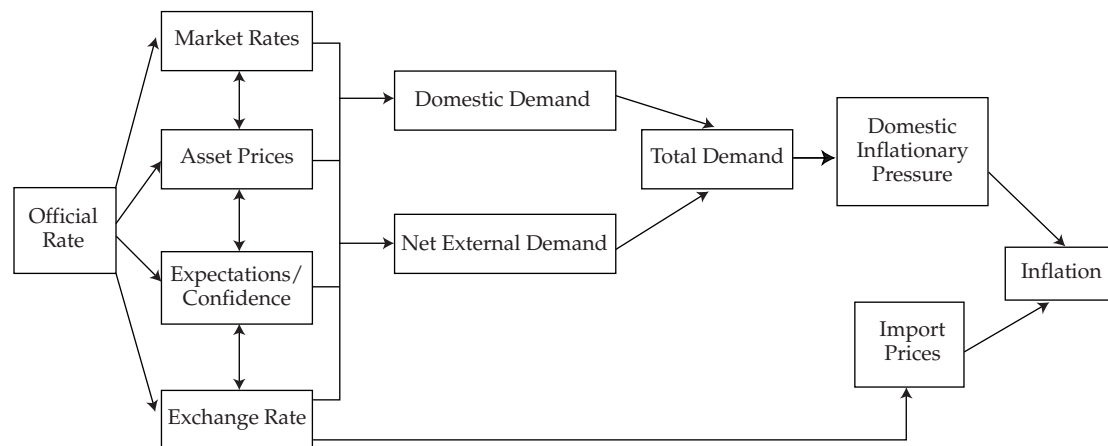 Market Rates
Asset Prices
Official
Rate
Expectations/
Confidence
Exchange Rate
Domestic Demand
Net External Demand
Total Demand
Domestic
Inflationary
Pressure
Import
Prices
Inflation